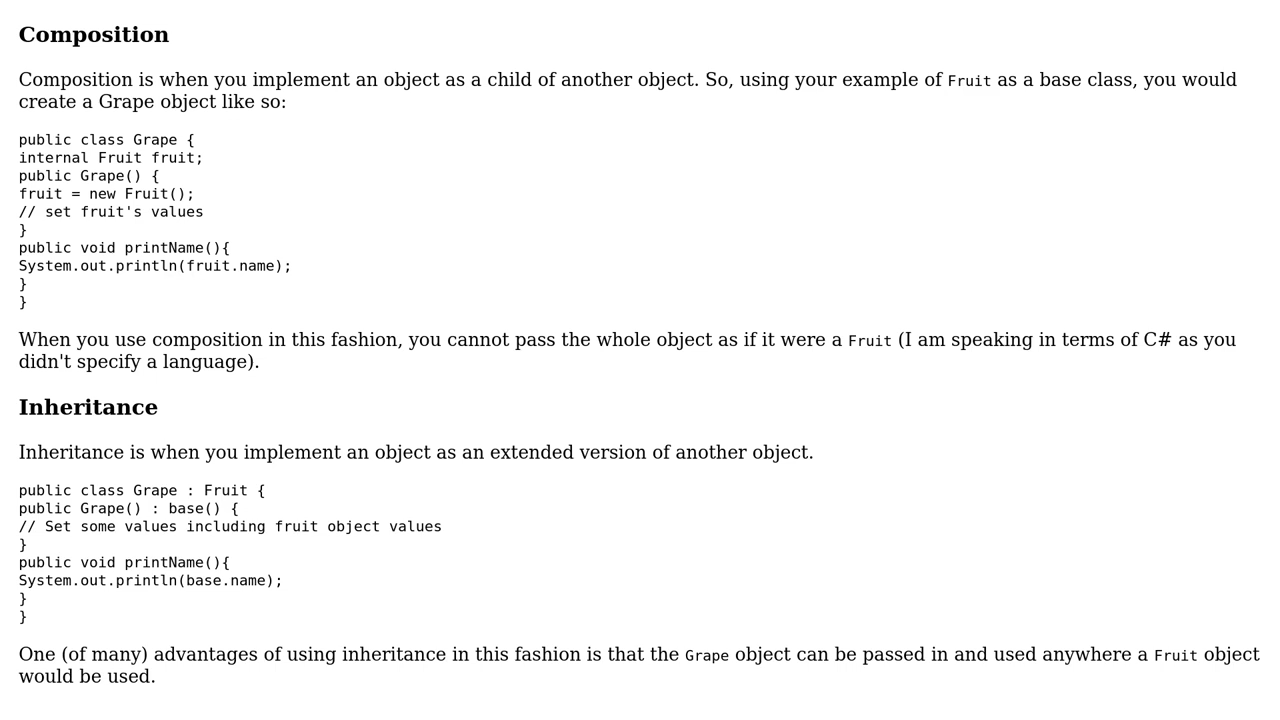 Composition
Composition is when you implement an object as a child of another object. So, using your example of Fruit as a base class, you would
create a Grape object like so:
public class Grape {
internal Fruit fruit;
public Grape() {
fruit = new Fruit();
// set fruit's values
}
public void printName(){
System.out.println(fruit.name);
}
}
When you use composition in this fashion, you cannot pass the whole object as if it were a Fruit (I am speaking in terms of C# as you
didn't specify a language).
Inheritance
Inheritance is when you implement an object as an extended version of another object.
public class Grape : Fruit {
public Grape() : base() {
// Set some values including fruit object values
}
public void printName(){
System.out.println(base.name);
}
}
One (of many) advantages of using inheritance in this fashion is that the Grape object can be passed in and used anywhere a Fruit object
would be used.